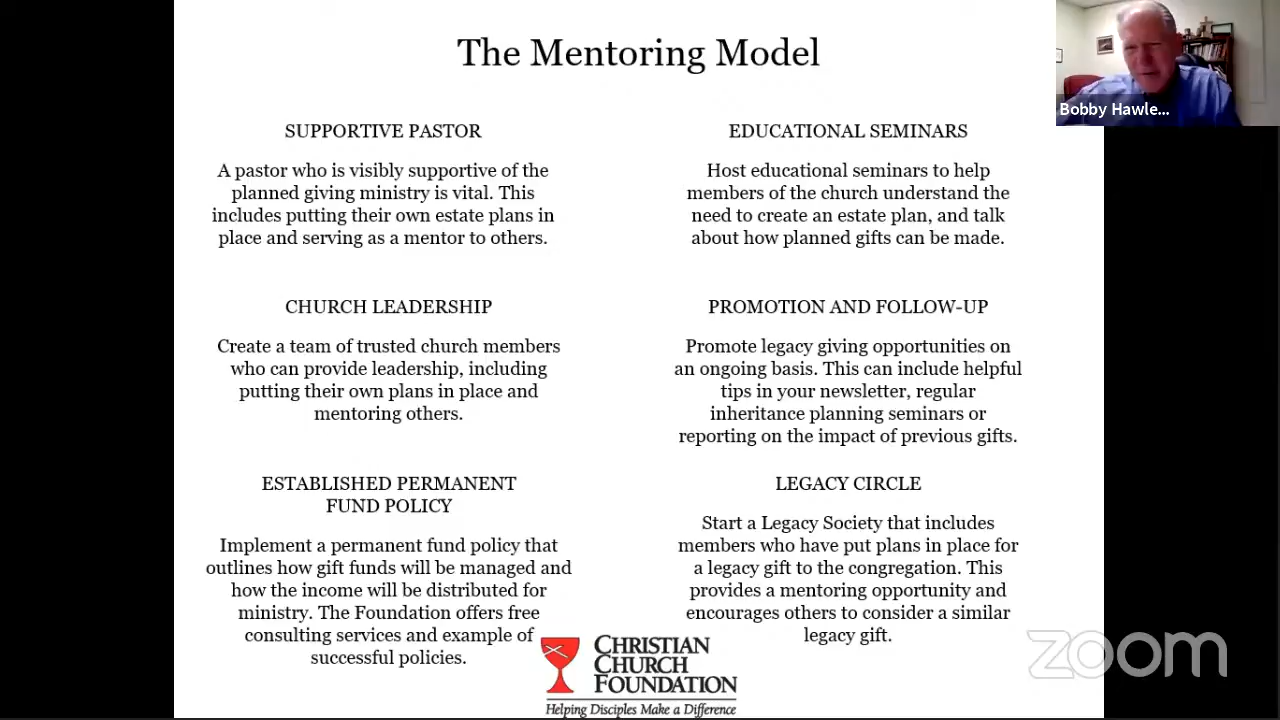 The Mentoring Model
Bobby Hawle...
SUPPORTIVE PASTOR
A pastor who is visibly supportive of the
planned giving ministry is vital. This
includes putting their own estate plans in
place and serving as a mentor to others.
EDUCATIONAL SEMINARS
Host educational seminars to help
members of the church understand the
need to create an estate plan, and talk
about how planned gifts can be made.
CHURCH LEADERSHIP
Create a team of trusted church members
who can provide leadership, including
putting their own plans in place and
mentoring others.
PROMOTION AND FOLLOW-UP
Promote legacy giving opportunities on
an ongoing basis. This can include helpful
tips in your newsletter, regular
inheritance planning seminars or
reporting on the impact of previous gifts.
ESTABLISHED PERMANENT
FUND POLICY
Implement a permanent fund policy that
outlines how gift funds will be managed and
how the income will be distributed for
ministry. The Foundation offers free
consulting services and example of
successful policies.
LEGACY CIRCLE
Start a Legacy Society that includes
members who have put plans in place for
a legacy gift to the congregation. This
provides a mentoring opportunity and
encourages others to consider a similar
legacy gift.
CHRISTIAN
CHURCH
FOUNDATION
Helping Disciples Make a Difference
zoom